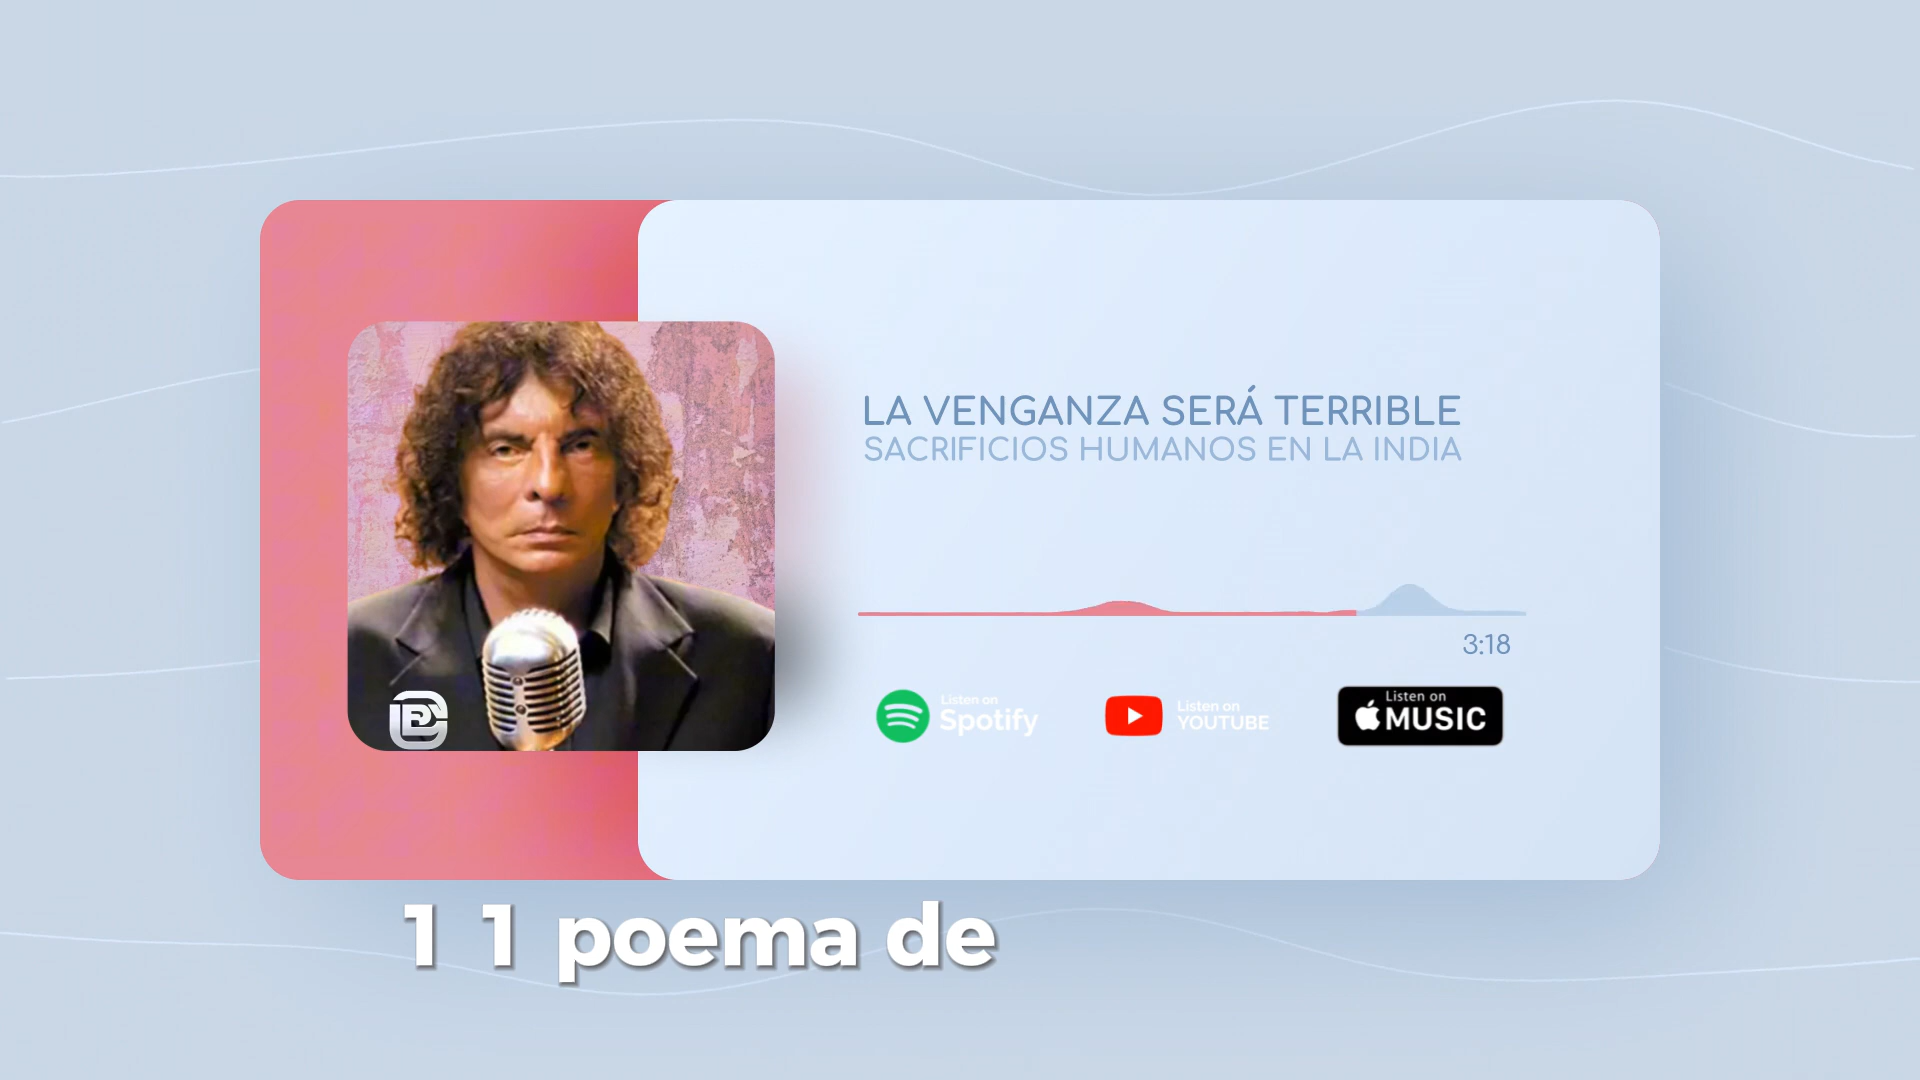 LA VENGANZA SERÁ TERRIBLE
SACRIFICIOS HUMANOS EN LA INDIA
3:18
Listen on
Spotify
Listen on
YOUTUBE
Listen on
MUSIC
1 1 poema de